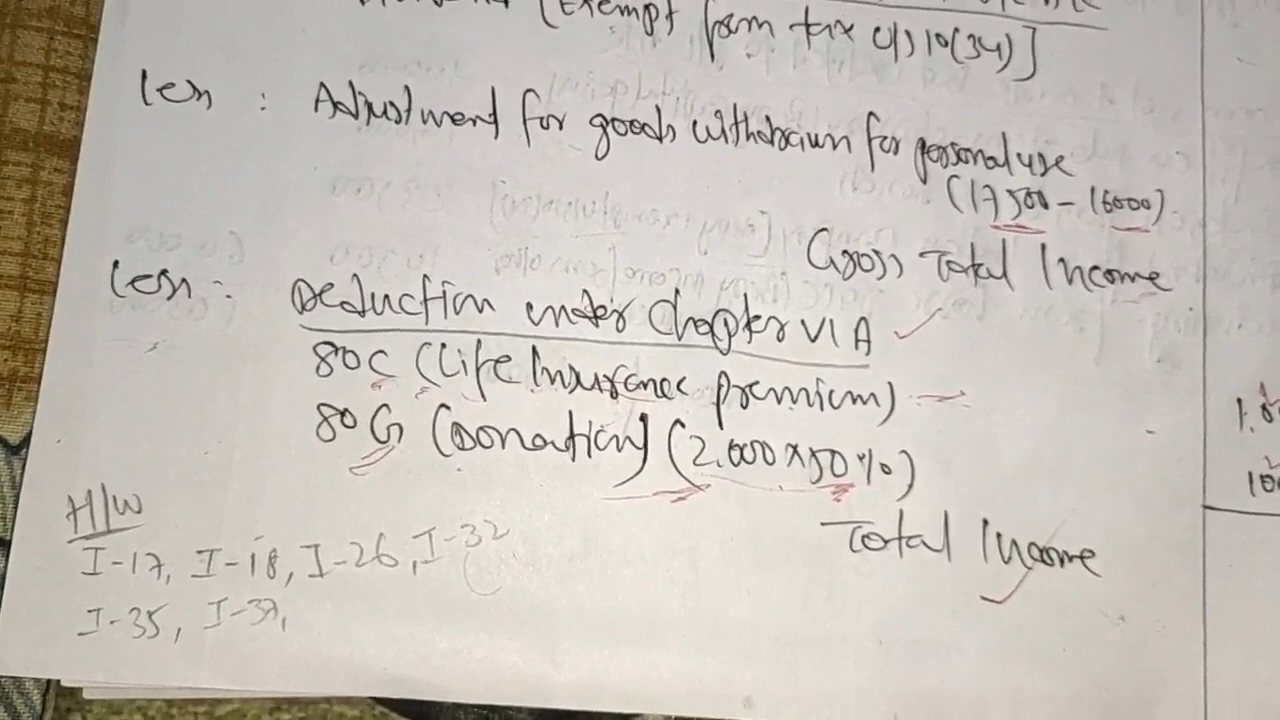 (Exempt from tax u/s 10(34)]
less : Adjustment for goods withdrawn for personal use
(17500 - 16000)
Gross Total Income
less :- Deduction under Chapter VI A
80C (Life Insurance premium) -
80G (Donation) (2.000 x 50%)
Total Income
H/W
I-17, I-18, I-26, I-32
I-35, I-37,